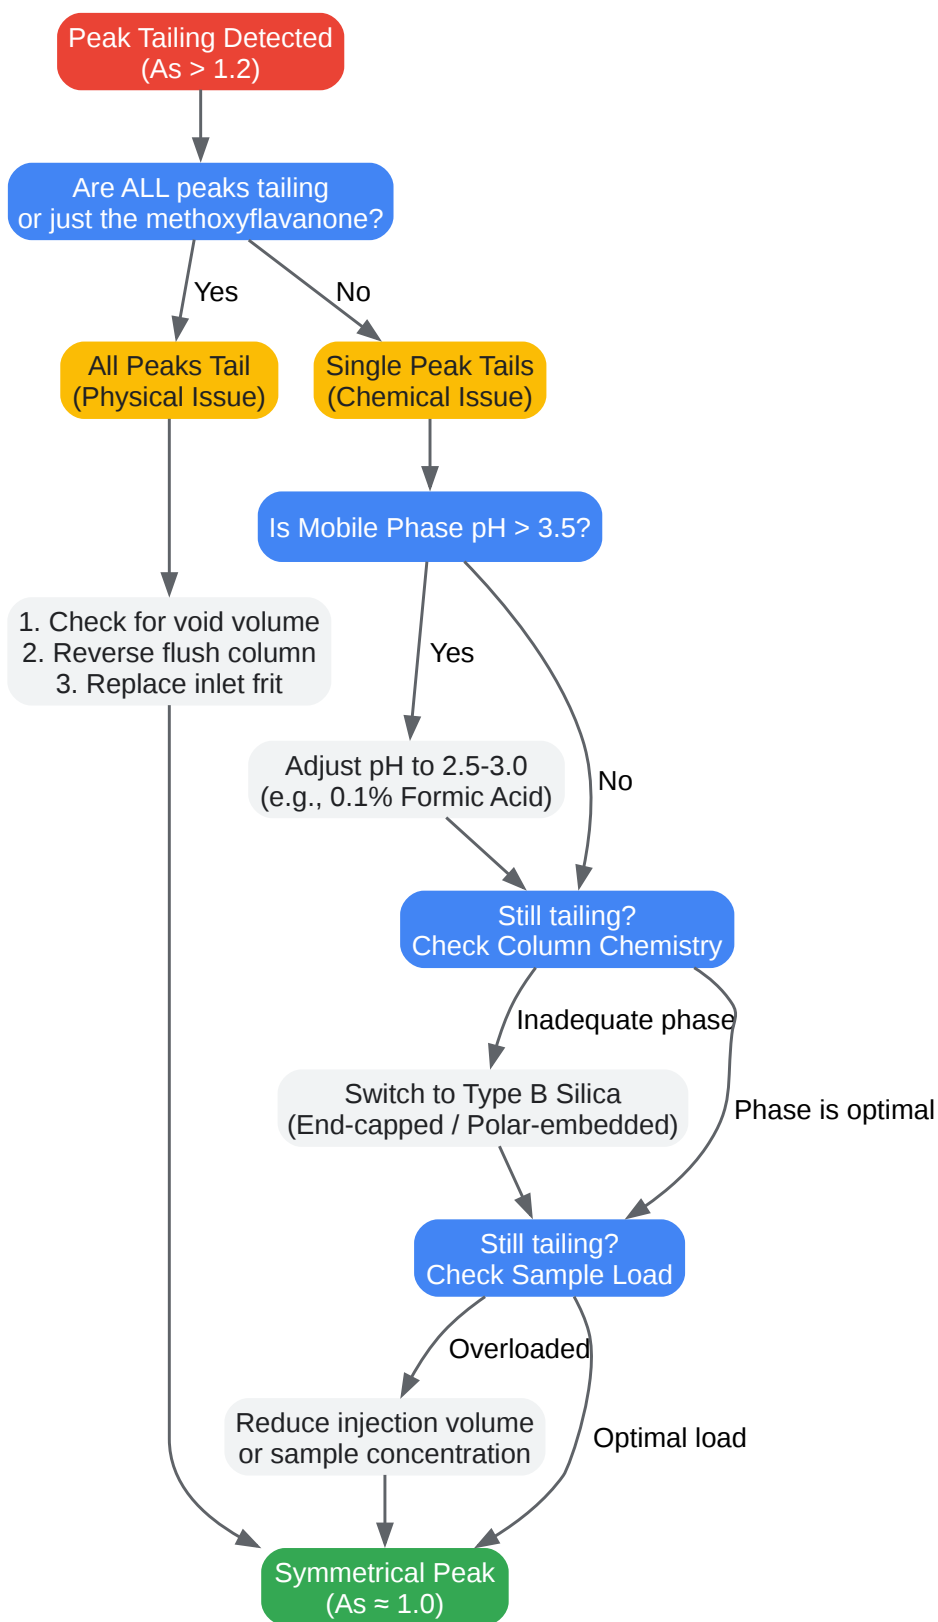 Peak Tailing Detected
(As > 1.2)
Are ALL peaks tailing
or just the methoxyflavanone?
Yes
No
All Peaks Tail
(Physical Issue)
Single Peak Tails
(Chemical Issue)
Is Mobile Phase pH > 3.5?
1. Check for void volume
2. Reverse flush column
3. Replace inlet frit
Yes
Adjust pH to 2.5-3.0
(e.g., 0.1% Formic Acid)
No
Still tailing?
Check Column Chemistry
Inadequate phase
Switch to Type B Silica
(End-capped / Polar-embedded)
Phase is optimal
Still tailing?
Check Sample Load
Overloaded
Reduce injection volume
or sample concentration
Optimal load
Symmetrical Peak
(As ≈ 1.0)